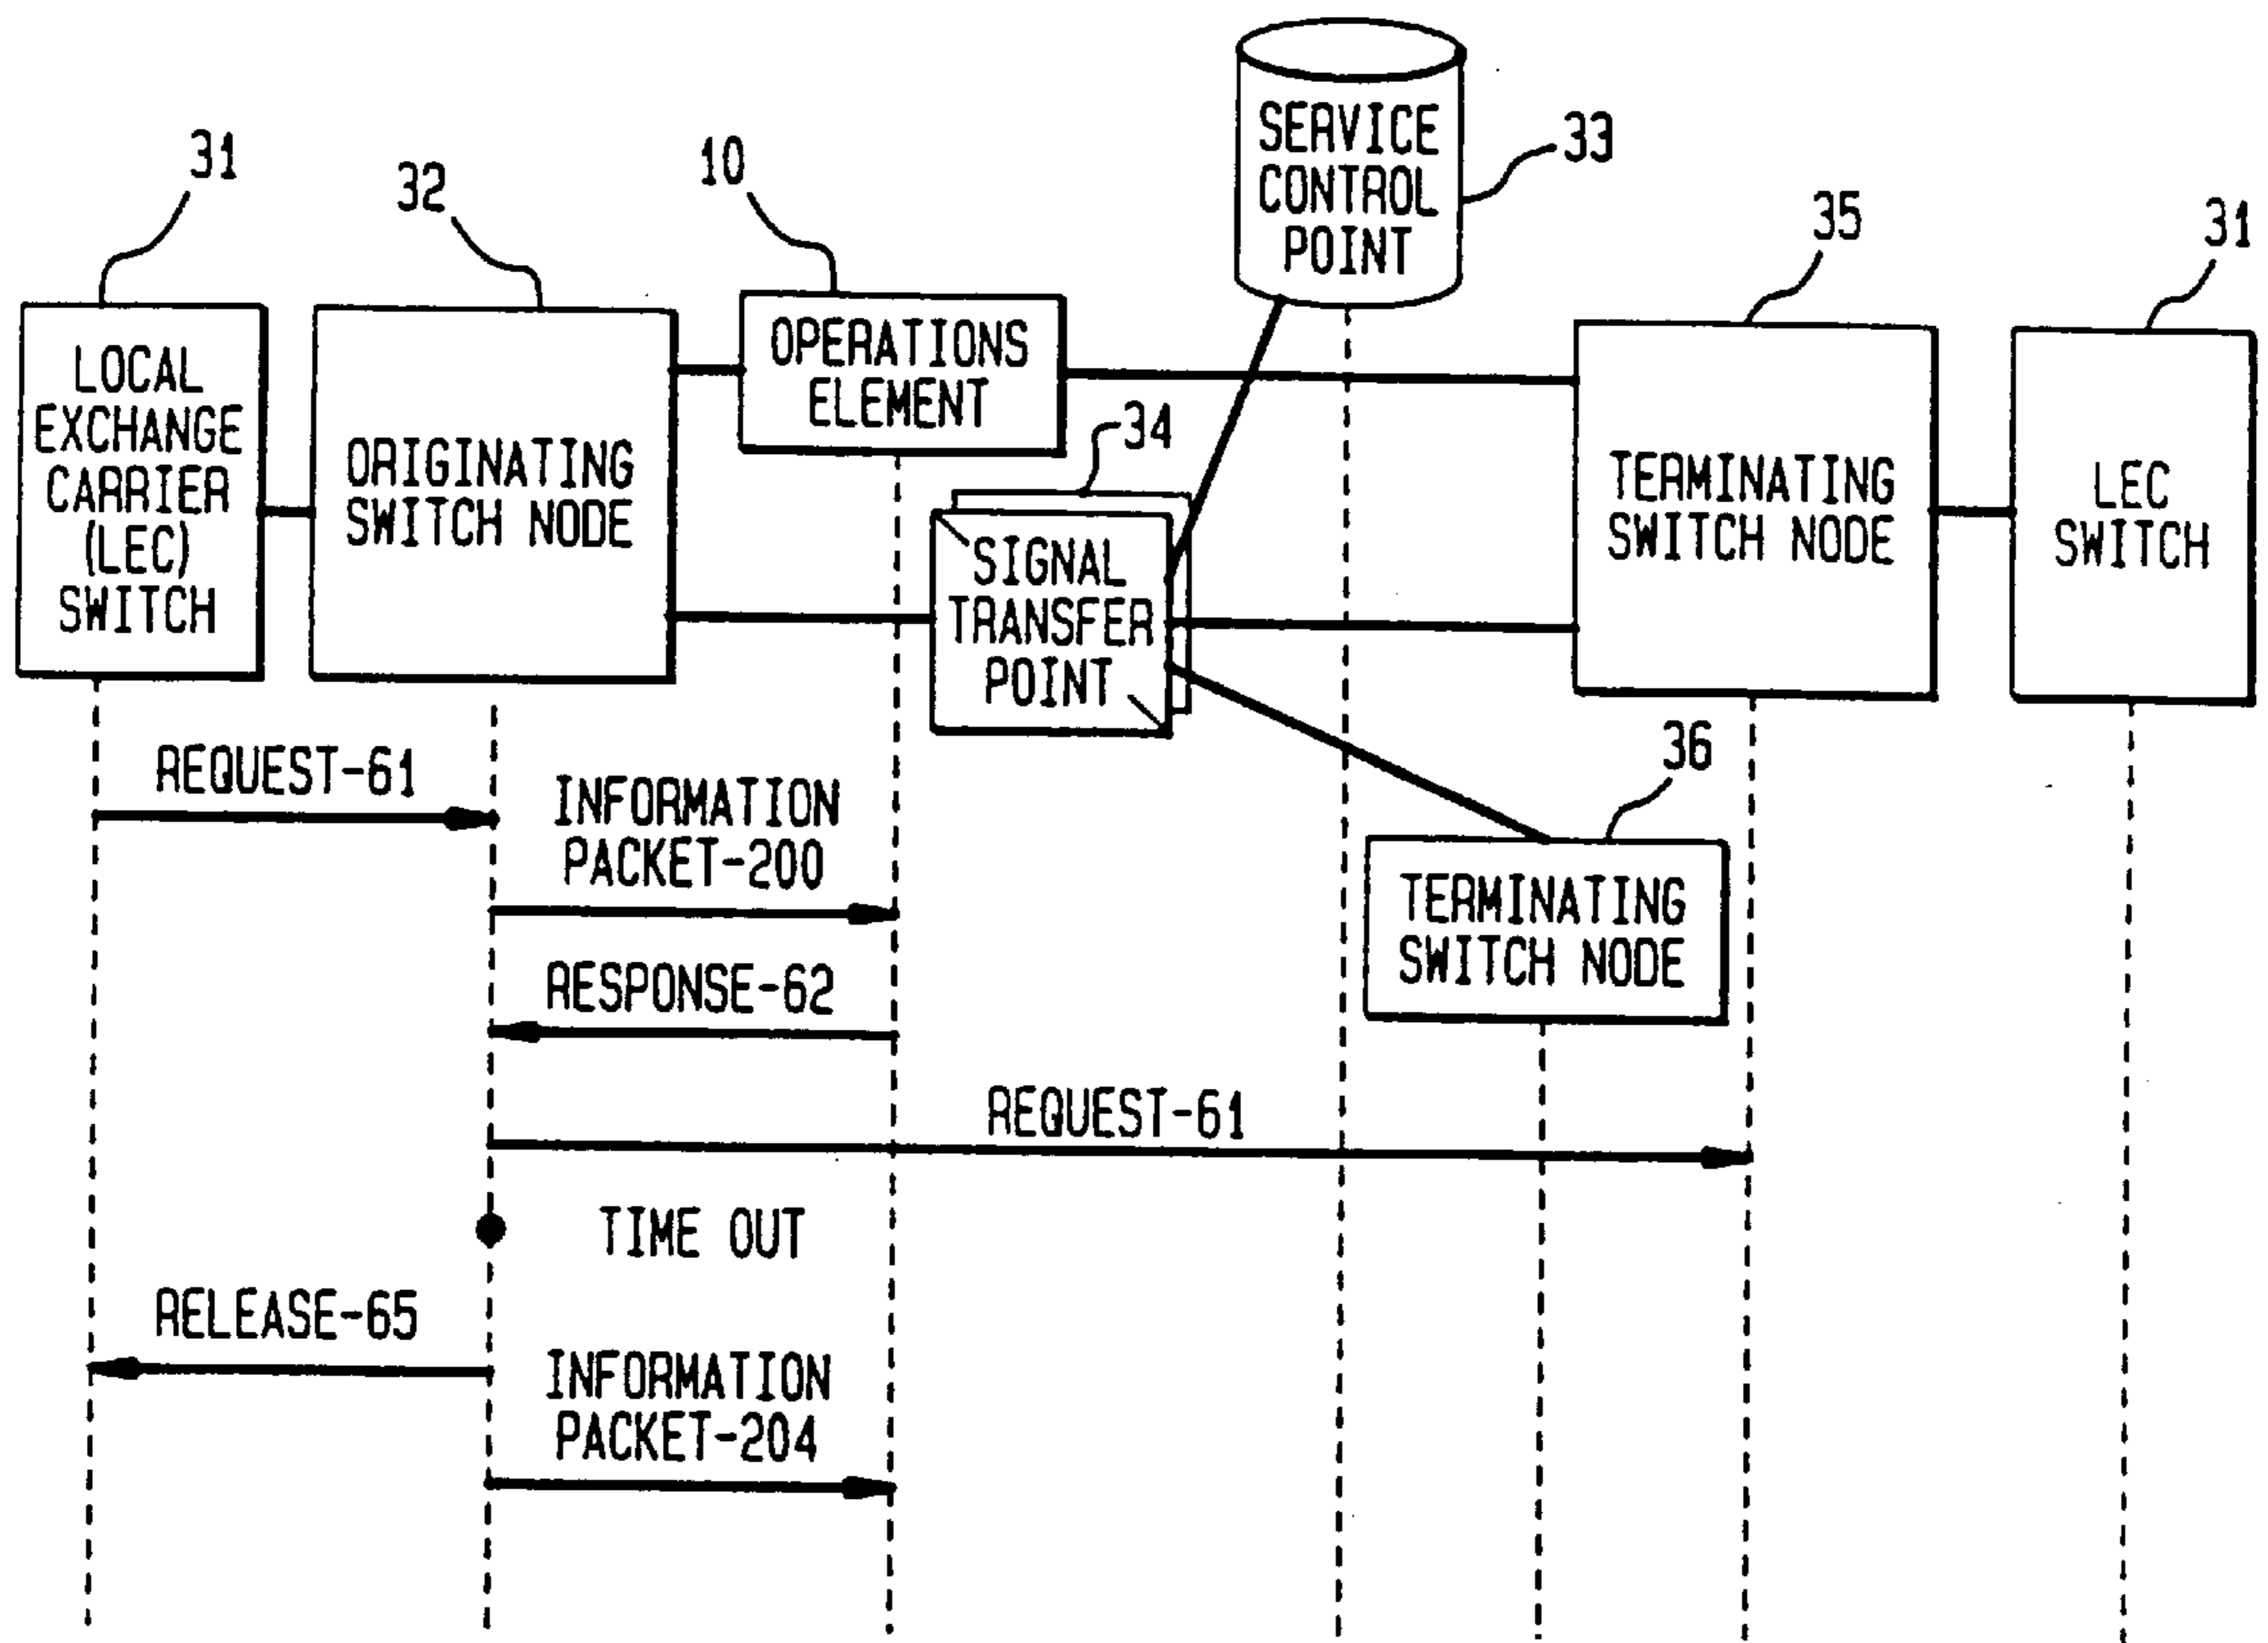 31
32
10
SERVICE
CONTROL
POINT
33
35
31
LOCAL
EXCHANGE
CARRIER
(LEC)
SWITCH
ORIGINATING
SWITCH NODE
OPERATIONS
ELEMENT
34
SIGNAL
TRANSFER
POINT
TERMINATING
SWITCH NODE
LEC
SWITCH
REQUEST-61
INFORMATION
PACKET-200
36
TERMINATING
SWITCH NODE
RESPONSE-62
REQUEST-61
TIME OUT
RELEASE-65
INFORMATION
PACKET-204